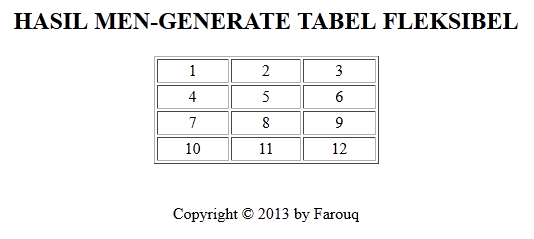 HASIL MEN-GENERATE TABEL FLEKSIBEL
1 2 3
4 5 6
7 8 9
10 11 12
Copyright © 2013 by Farouq